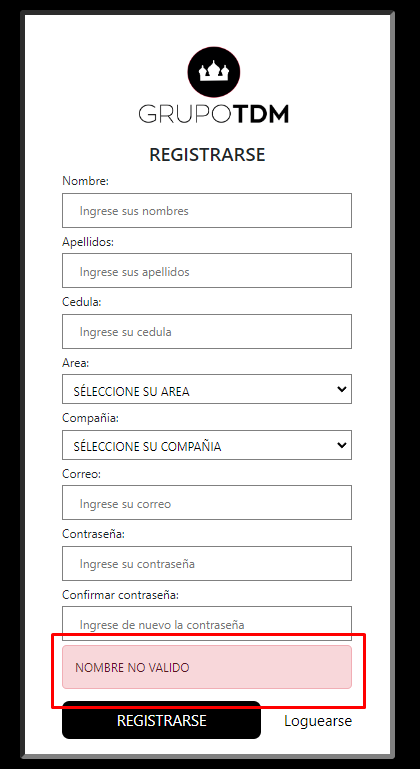 GRUPOTDM
REGISTRARSE
Nombre:
Ingrese sus nombres
Apellidos:
Ingrese sus apellidos
Cedula:
Ingrese su cedula
Area:
SÉLECCIONE SU AREA
Compañia:
SÉLECCIONE SU COMPAÑIA
Correo:
Ingrese su correo
Contraseña:
Ingrese su contraseña
Confirmar contraseña:
Ingrese de nuevo la contraseña
NOMBRE NO VALIDO
REGISTRARSE Loguearse